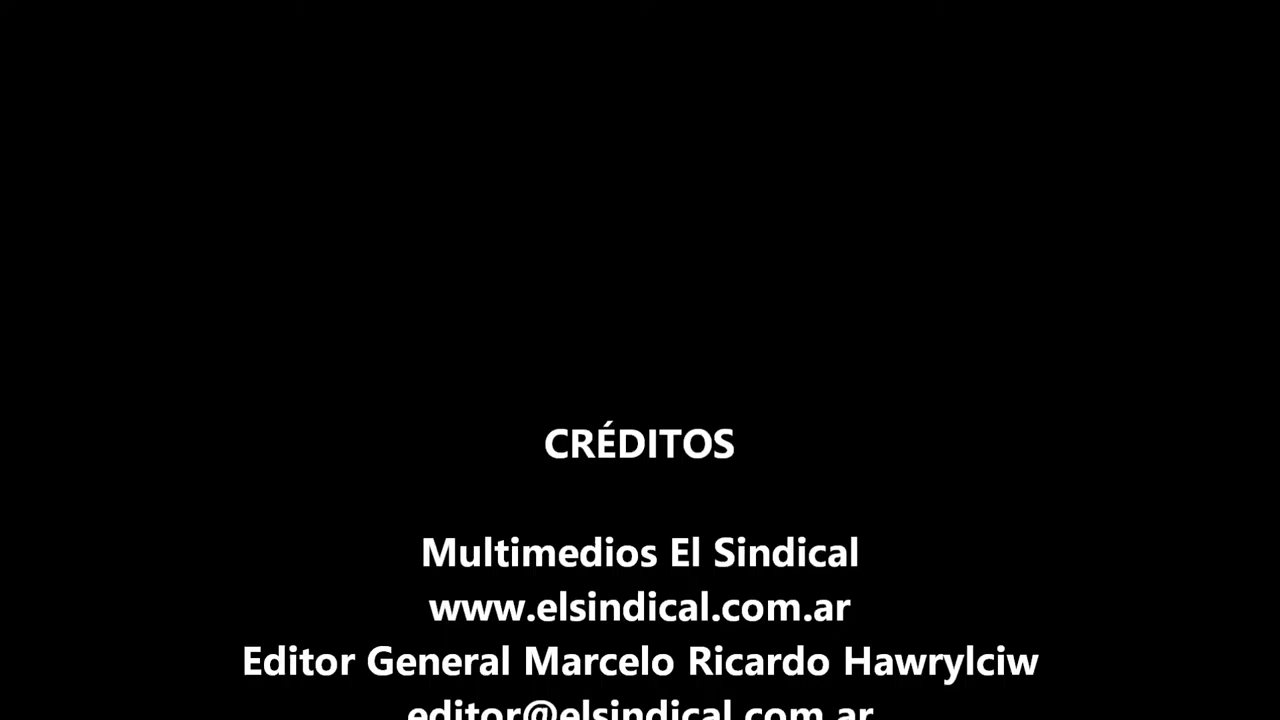 CRÉDITOS
Multimedios El Sindical
www.elsindical.com.ar
Editor General Marcelo Ricardo Hawrylciw
editor@elsindical.com.ar